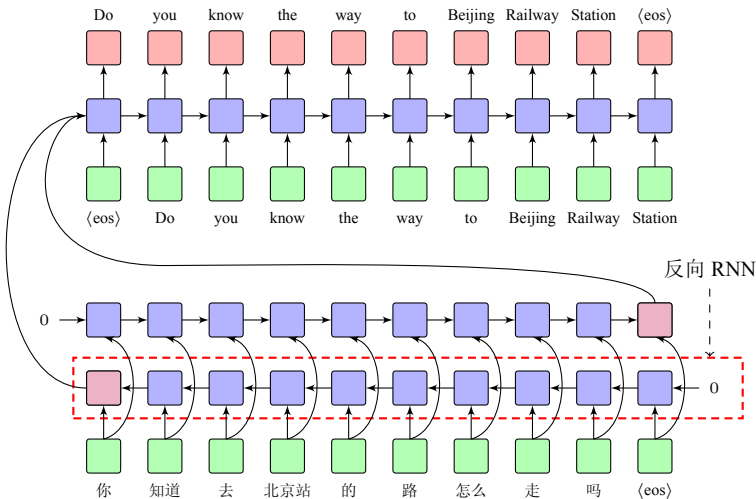 Do you know the way to Beijing Railway Station ⟨eos⟩
⟨eos⟩ Do you know the way to Beijing Railway Station
反向 RNN
0
0
你 知道 去 北京站 的 路 怎么 走 吗 ⟨eos⟩